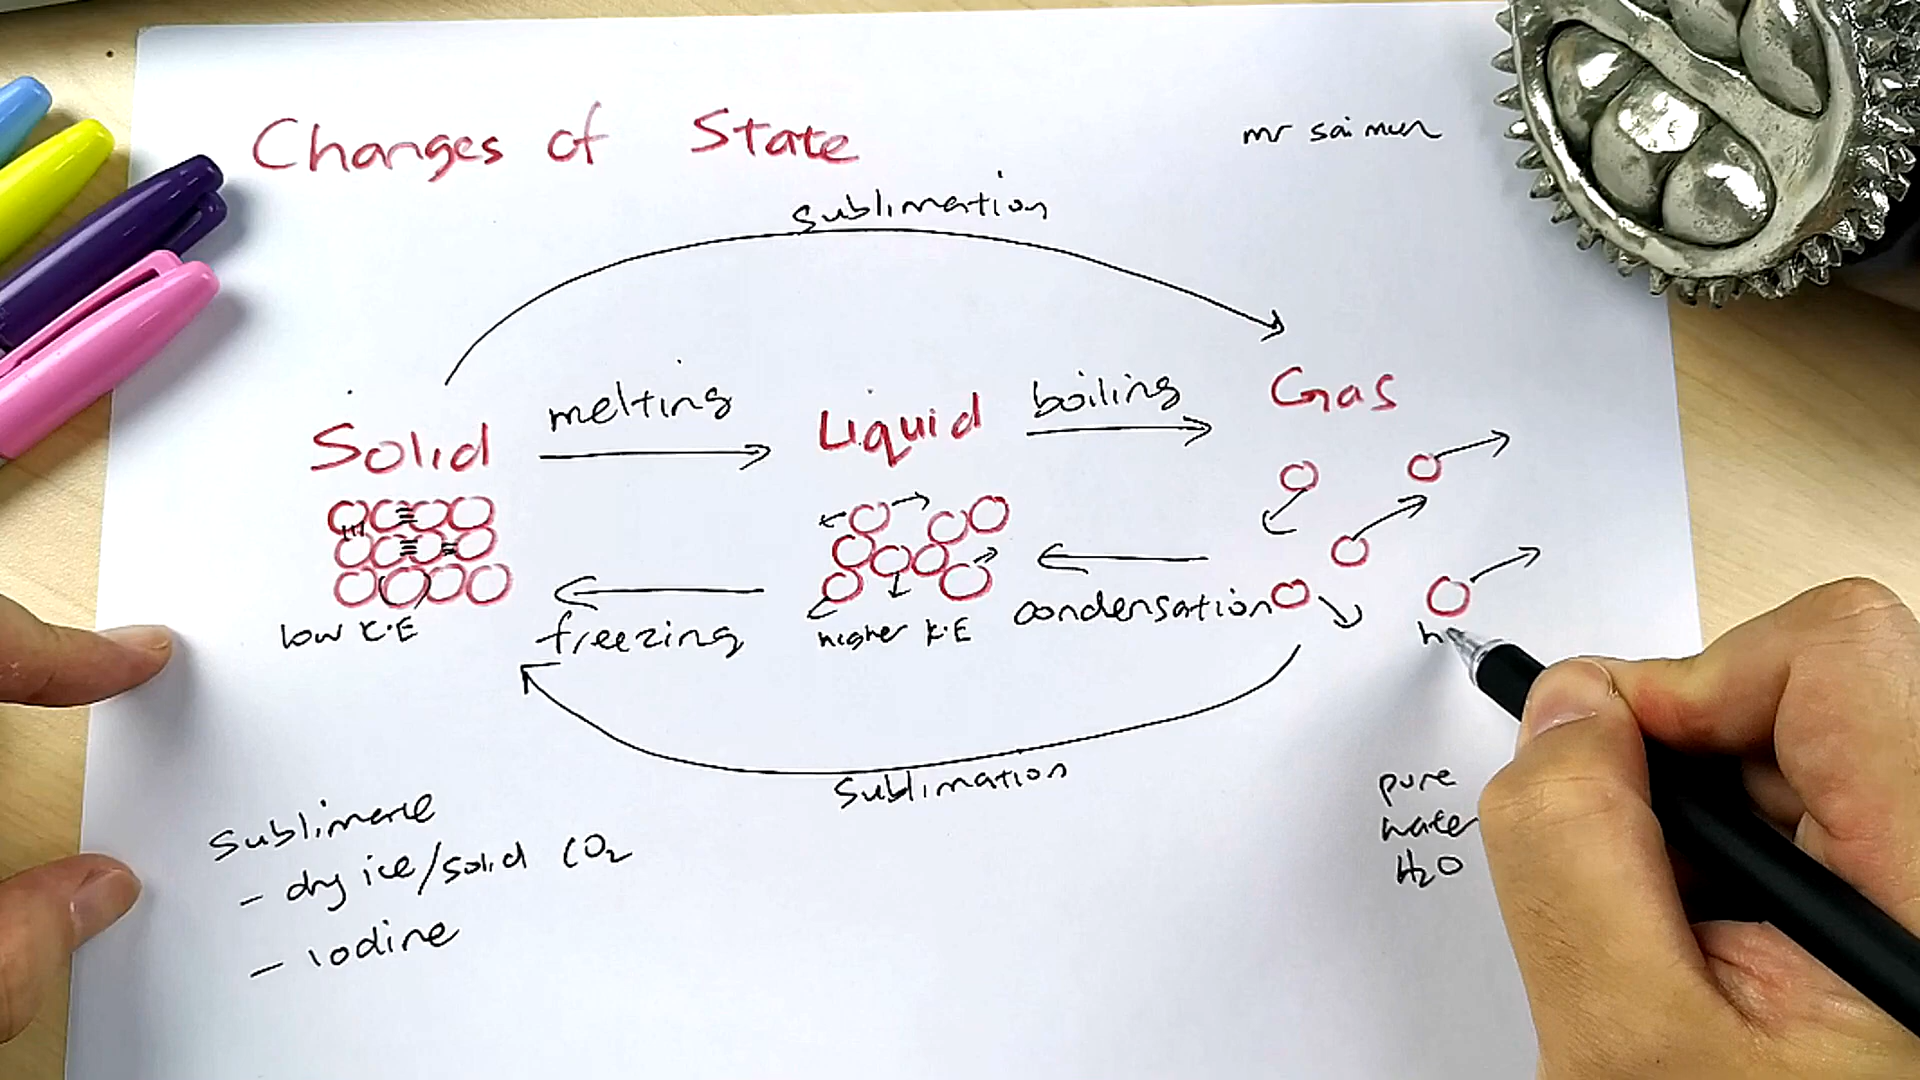 Changes of State
mr sai mun
sublimation
Solid
melting
Liquid
boiling
Gas
low K.E
freezing
higher K.E
condensation
h
sublimation
sublime
- dry ice/solid CO₂
- iodine
pure
water
H₂O